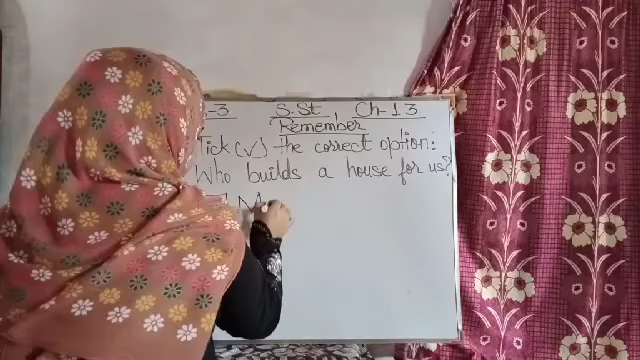 -3 S.St Ch-13
Remember
Tick (√) the correct option:
Who builds a house for us?